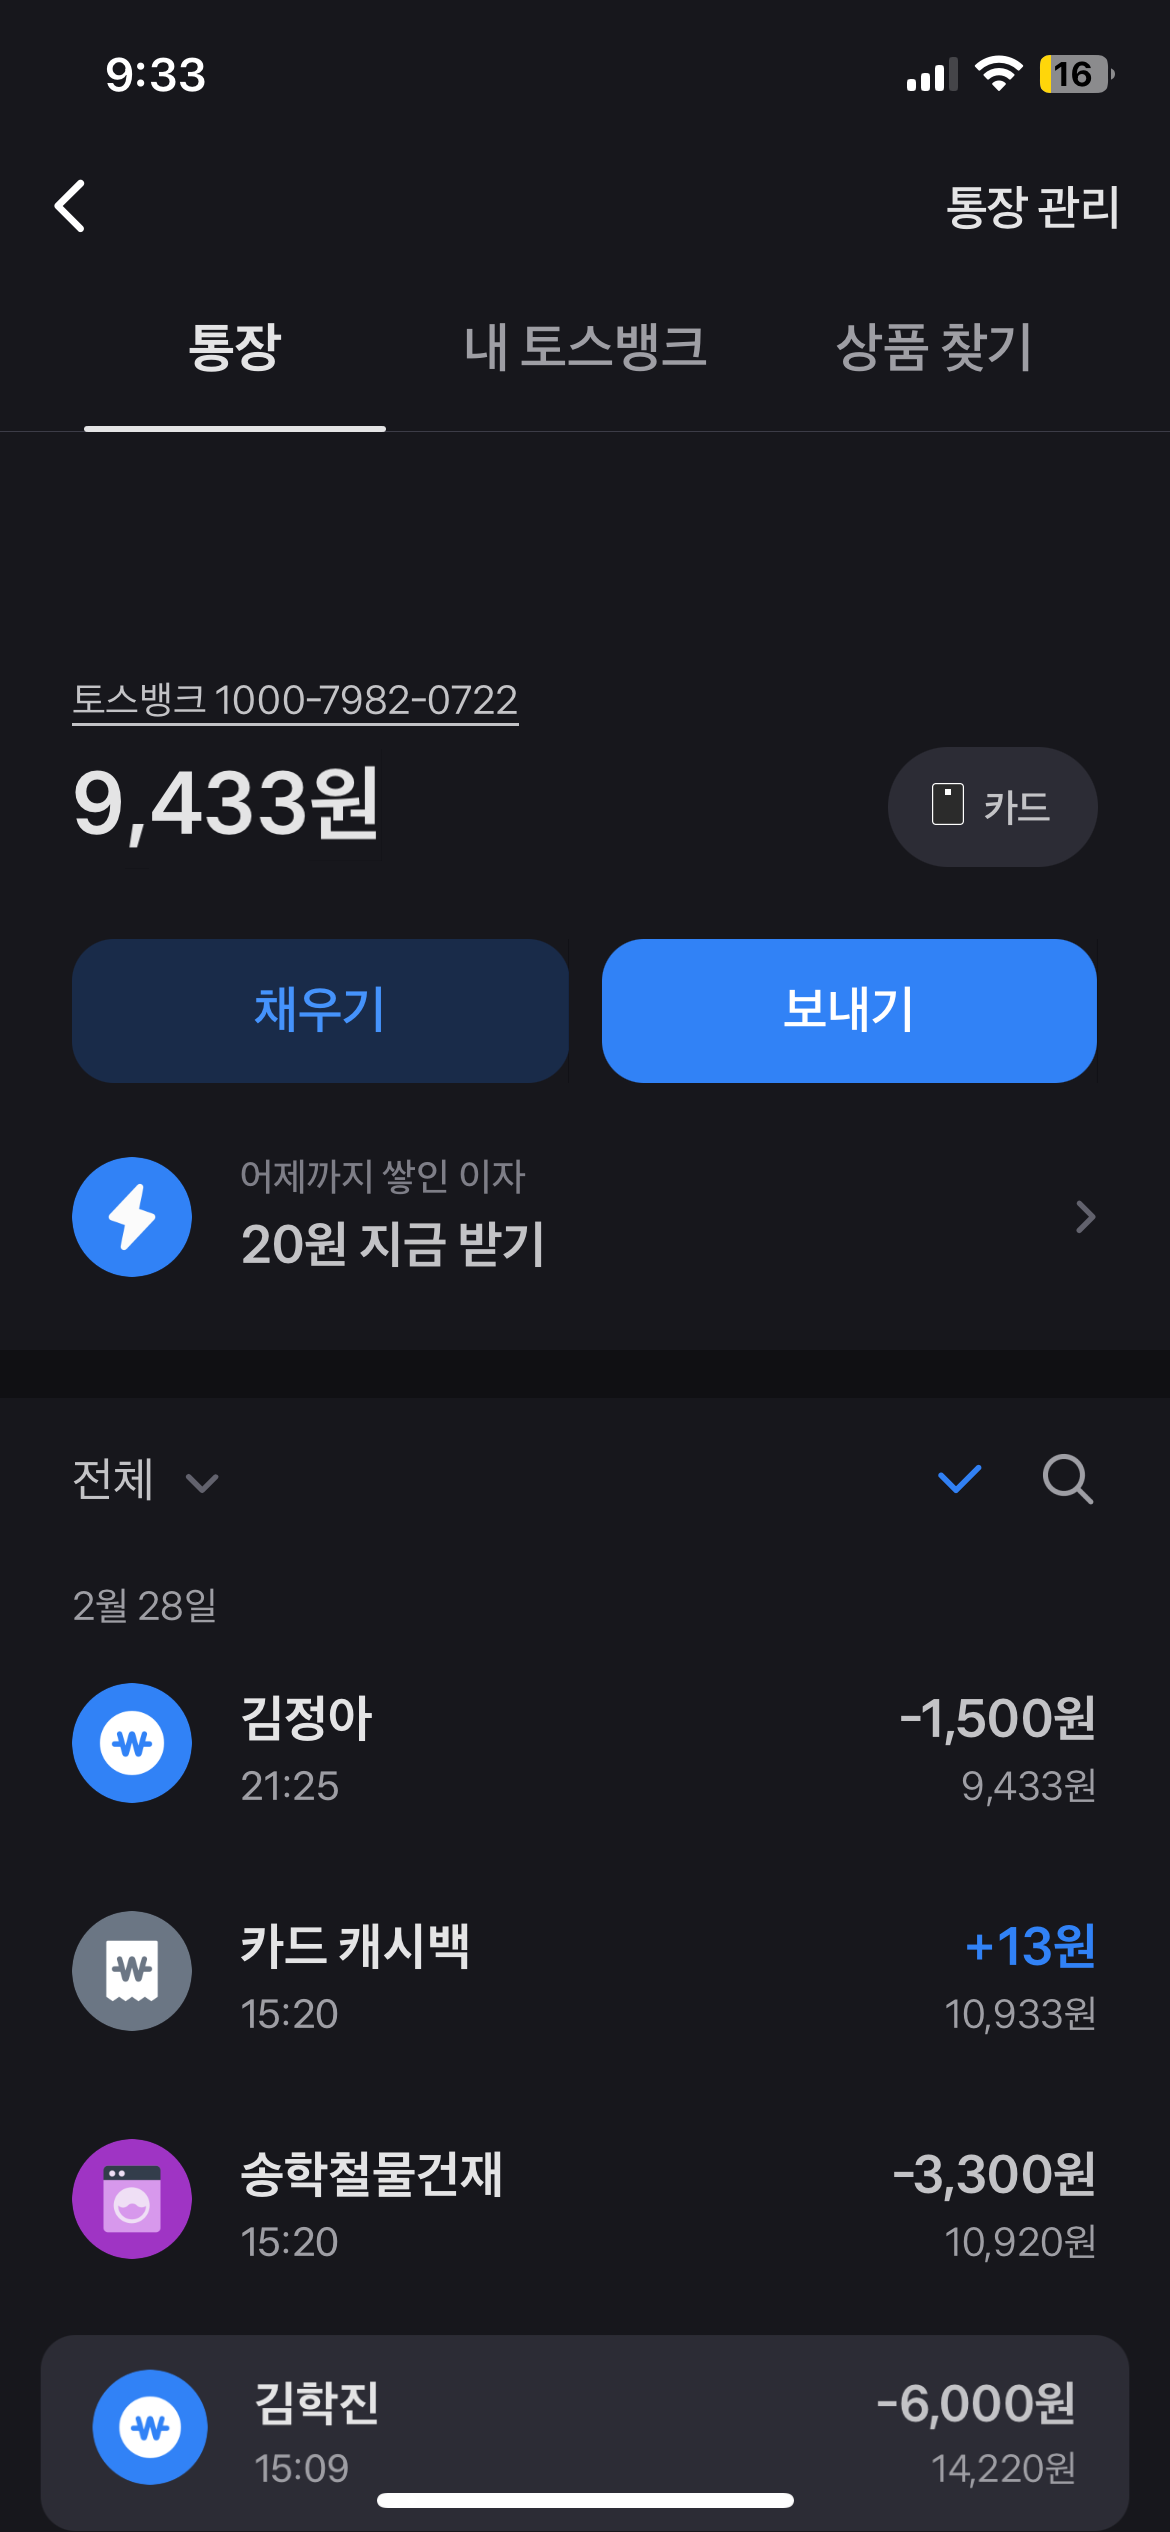 9:33
16
통장 관리
통장
내 토스뱅크
상품 찾기
토스뱅크 1000-7982-0722
9,433원
카드
채우기
보내기
어제까지 쌓인 이자
20원 지금 받기
전체
2월 28일
김정아
-1,500원
21:25
9,433원
카드 캐시백
+13원
15:20
10,933원
송학철물건재
-3,300원
15:20
10,920원
김학진
-6,000원
15:09
14,220원